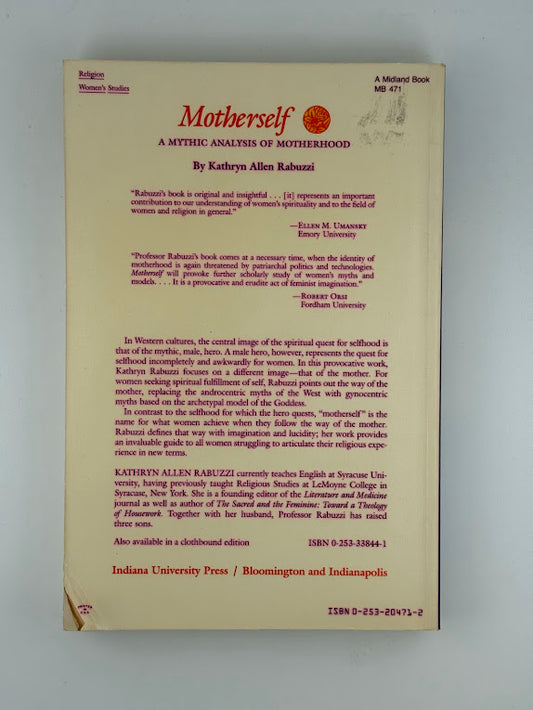 Religion
Women's Studies
A Midland Book
MB 471
Motherself
A MYTHIC ANALYSIS OF MOTHERHOOD
By Kathryn Allen Rabuzzi
"Rabuzzi's book is original and insightful . . . [it] represents an important
contribution to our understanding of women's spirituality and to the field of
women and religion in general."
—ELLEN M. UMANSKY
Emory University
"Professor Rabuzzi's book comes at a necessary time, when the identity of
motherhood is again threatened by patriarchal politics and technologies.
Motherself will provoke further scholarly study of women's myths and
models. . . . It is a provocative and erudite act of feminist imagination."
—ROBERT ORSI
Fordham University
In Western cultures, the central image of the spiritual quest for selfhood is
that of the mythic, male, hero. A male hero, however, represents the quest for
selfhood incompletely and awkwardly for women. In this provocative work,
Kathryn Rabuzzi focuses on a different image—that of the mother. For
women seeking spiritual fulfillment of self, Rabuzzi points out the way of the
mother, replacing the androcentric myths of the West with gynocentric
myths based on the archetypal model of the Goddess.
In contrast to the selfhood for which the hero quests, "motherself" is the
name for what women achieve when they follow the way of the mother.
Rabuzzi defines that way with imagination and lucidity; her work provides
an invaluable guide to all women struggling to articulate their religious expe-
rience in new terms.
KATHRYN ALLEN RABUZZI currently teaches English at Syracuse Uni-
versity, having previously taught Religious Studies at LeMoyne College in
Syracuse, New York. She is a founding editor of the Literature and Medicine
journal as well as author of The Sacred and the Feminine: Toward a Theology
of Housework. Together with her husband, Professor Rabuzzi has raised
three sons.
Also available in a clothbound edition
ISBN 0-253-33844-1
Indiana University Press / Bloomington and Indianapolis
PRINTED
IN
U.S.A.
ISBN 0-253-20471-2